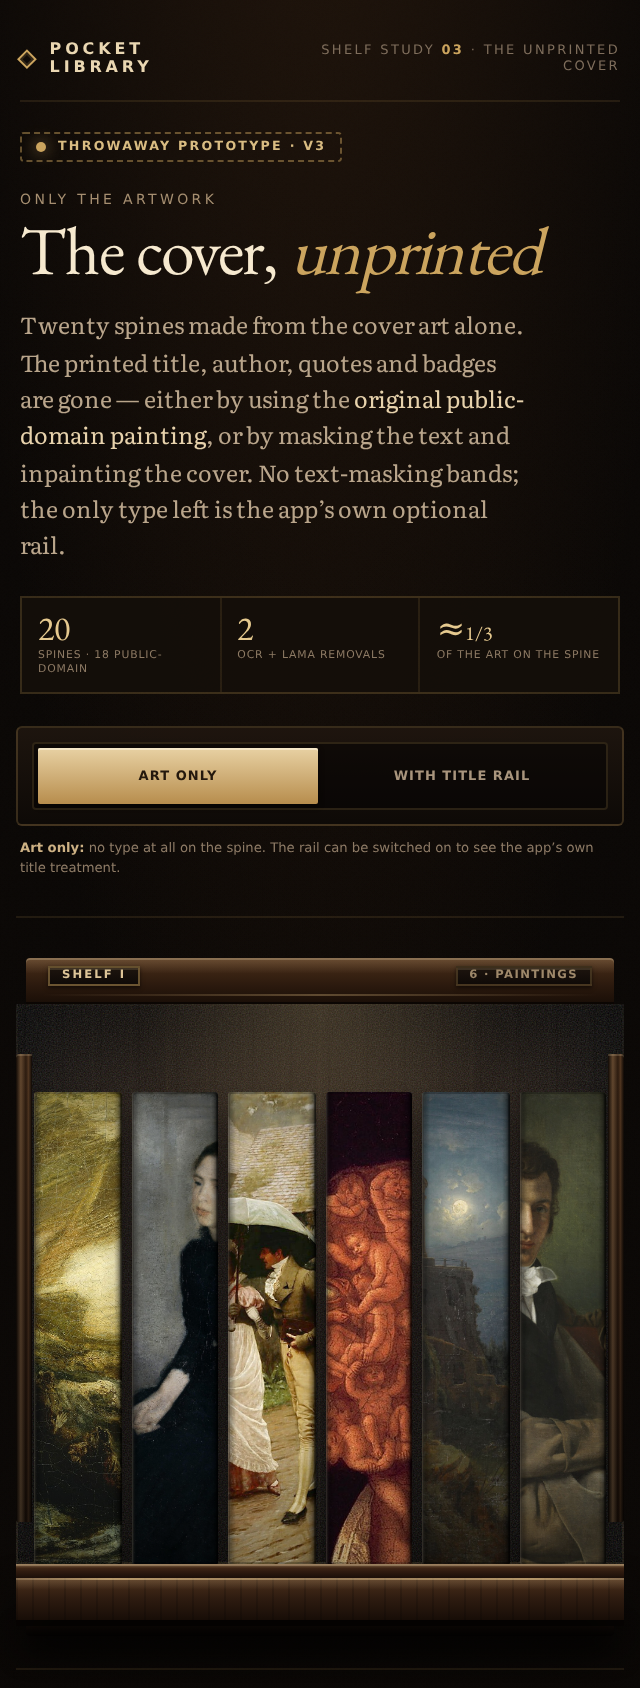 POCKET
LIBRARY
SHELF STUDY 03 · THE UNPRINTED
COVER
THROWAWAY PROTOTYPE · V3
ONLY THE ARTWORK
The cover, unprinted
Twenty spines made from the cover art alone.
The printed title, author, quotes and badges
are gone — either by using the original public-
domain painting, or by masking the text and
inpainting the cover. No text-masking bands;
the only type left is the app’s own optional
rail.
20
SPINES · 18 PUBLIC-
DOMAIN
2
OCR + LAMA REMOVALS
≈1/3
OF THE ART ON THE SPINE
ART ONLY
WITH TITLE RAIL
Art only: no type at all on the spine. The rail can be switched on to see the app’s own
title treatment.
SHELF I
6 · PAINTINGS